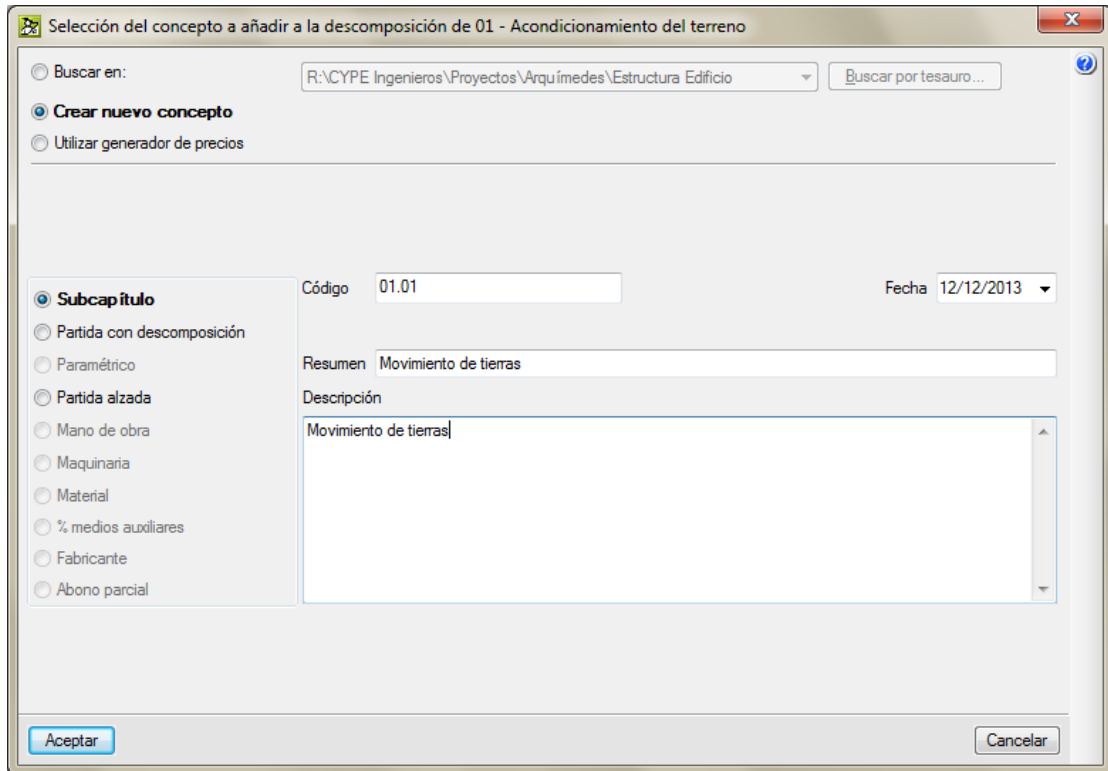 Selección del concepto a añadir a la descomposición de 01 - Acondicionamiento del terreno
Buscar en:
R:\CYPE Ingenieros\Proyectos\Arquímedes\Estructura Edificio
Buscar por tesauro...
Crear nuevo concepto
Utilizar generador de precios
Subcapítulo
Partida con descomposición
Paramétrico
Partida alzada
Mano de obra
Maquinaria
Material
% medios auxiliares
Fabricante
Abono parcial
Código
01.01
Fecha
12/12/2013
Resumen
Movimiento de tierras
Descripción
Movimiento de tierras
Aceptar
Cancelar